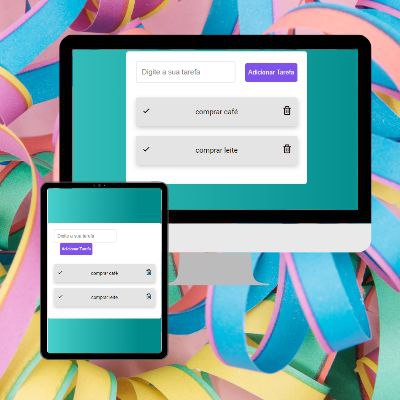 Digite a sua tarefa
Adicionar Tarefa
comprar café
comprar leite
Digite a sua tarefa
Adicionar Tarefa
comprar café
comprar leite